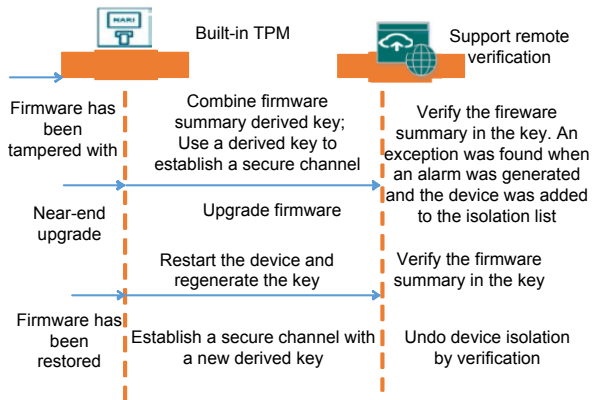 NARI
Built-in TPM
Support remote
verification
Firmware has
been
tampered with
Combine firmware
summary derived key;
Use a derived key to
establish a secure channel
Verify the fireware
summary in the key. An
exception was found when
an alarm was generated
and the device was added
to the isolation list
Near-end
upgrade
Upgrade firmware
Restart the device and
regenerate the key
Verify the firmware
summary in the key
Firmware has
been
restored
Establish a secure channel with
a new derived key
Undo device isolation
by verification